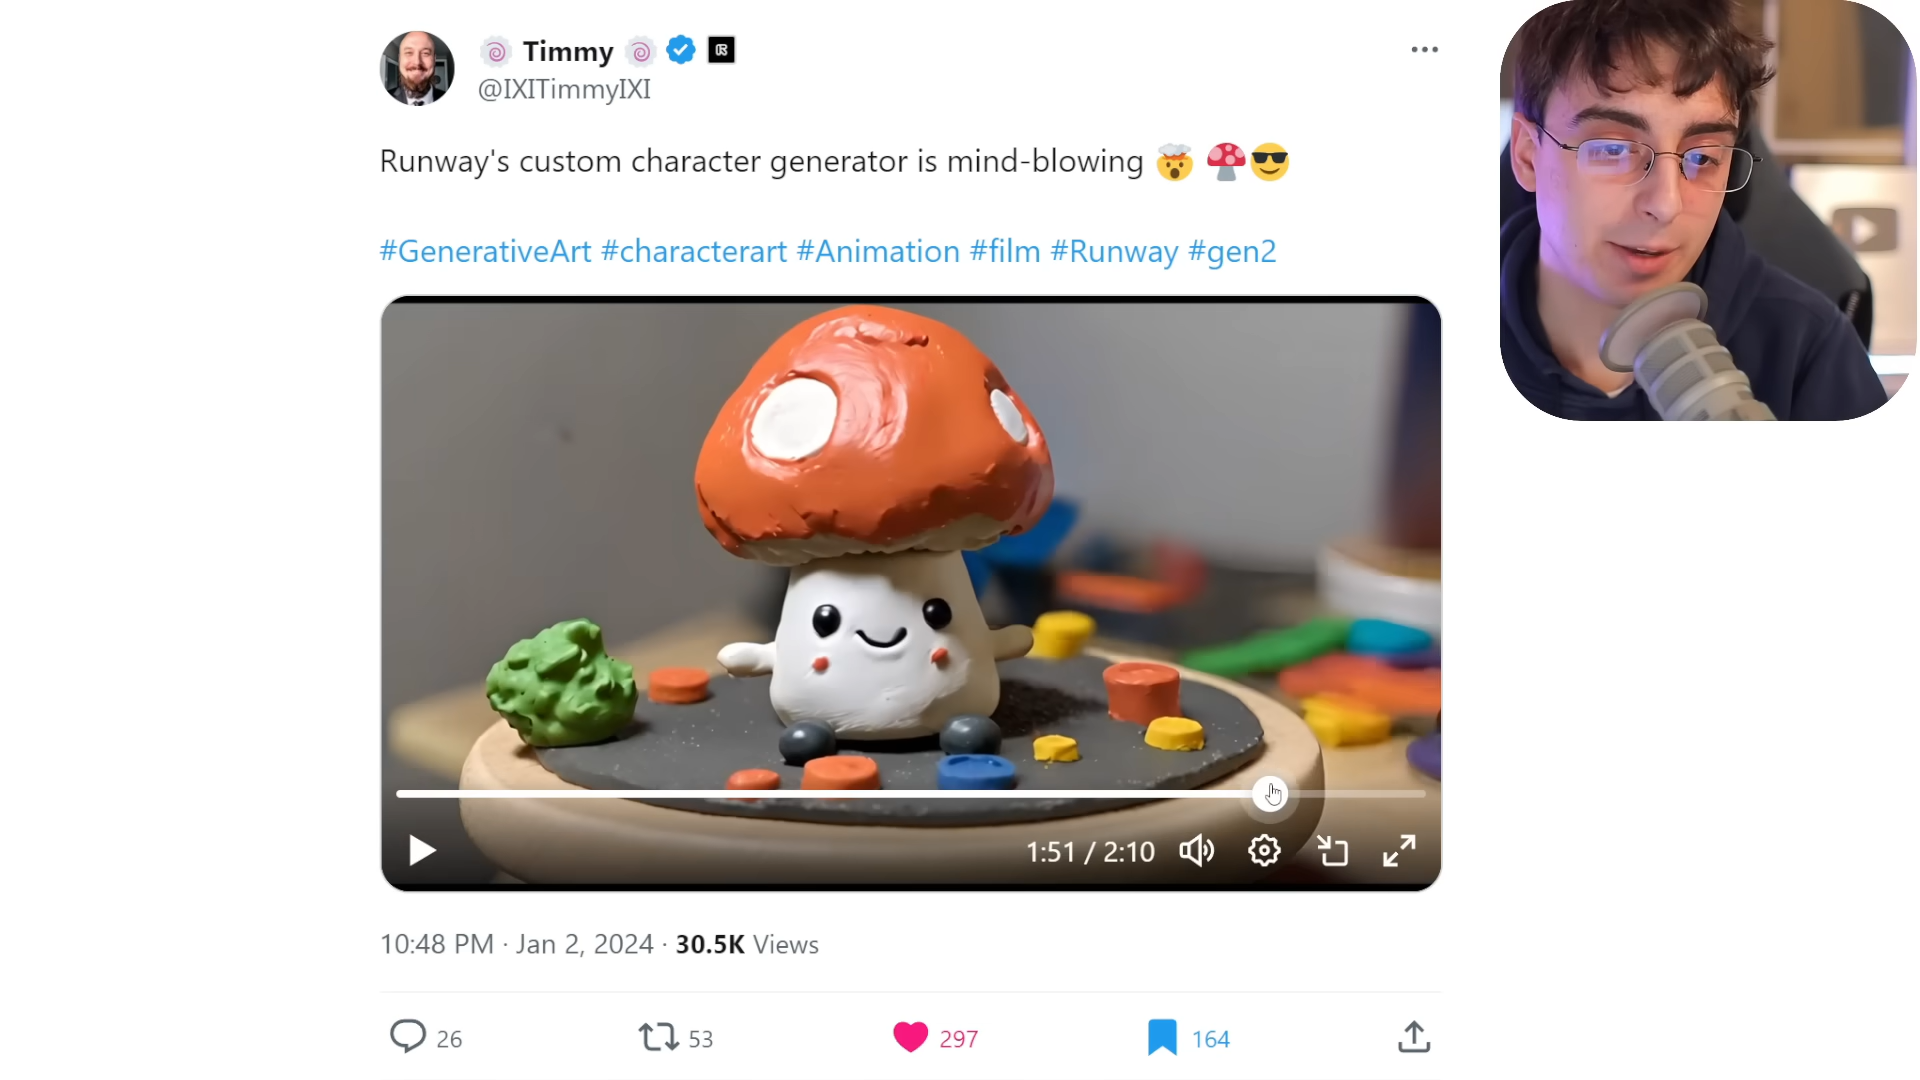 Timmy
@IXITimmyIXI
Runway's custom character generator is mind-blowing 🤯 🍄😎
#GenerativeArt #characterart #Animation #film #Runway #gen2
1:51 / 2:10
10:48 PM · Jan 2, 2024 · 30.5K Views
26 53 297 164